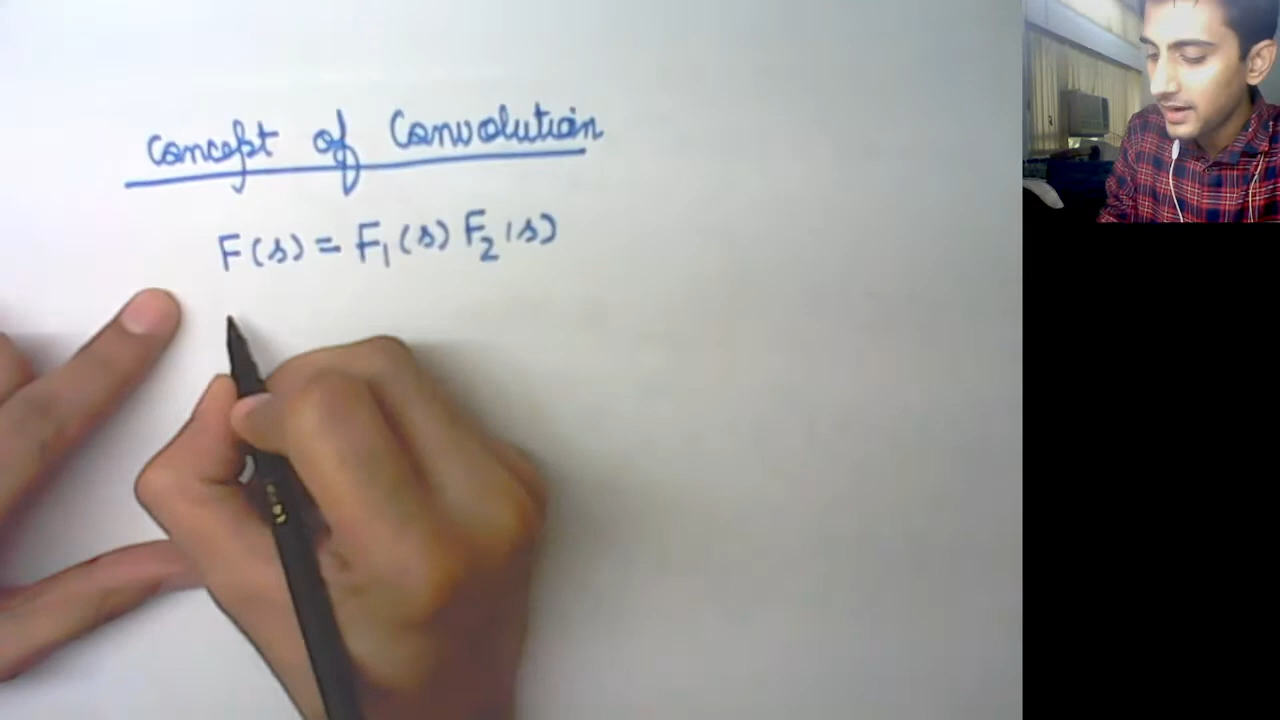 Concept of Convolution
F(s) = F₁(s) F₂(s)